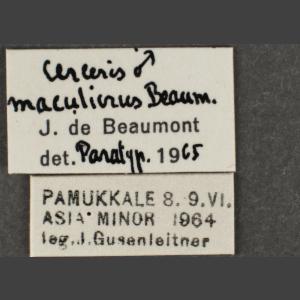 Cerceris ♂
maculicrus Beaum.
J. de Beaumont
det. Paratyp. 1965
PAMUKKALE 8.9.VI.
ASIA MINOR 1964
leg. J. Gusenleitner